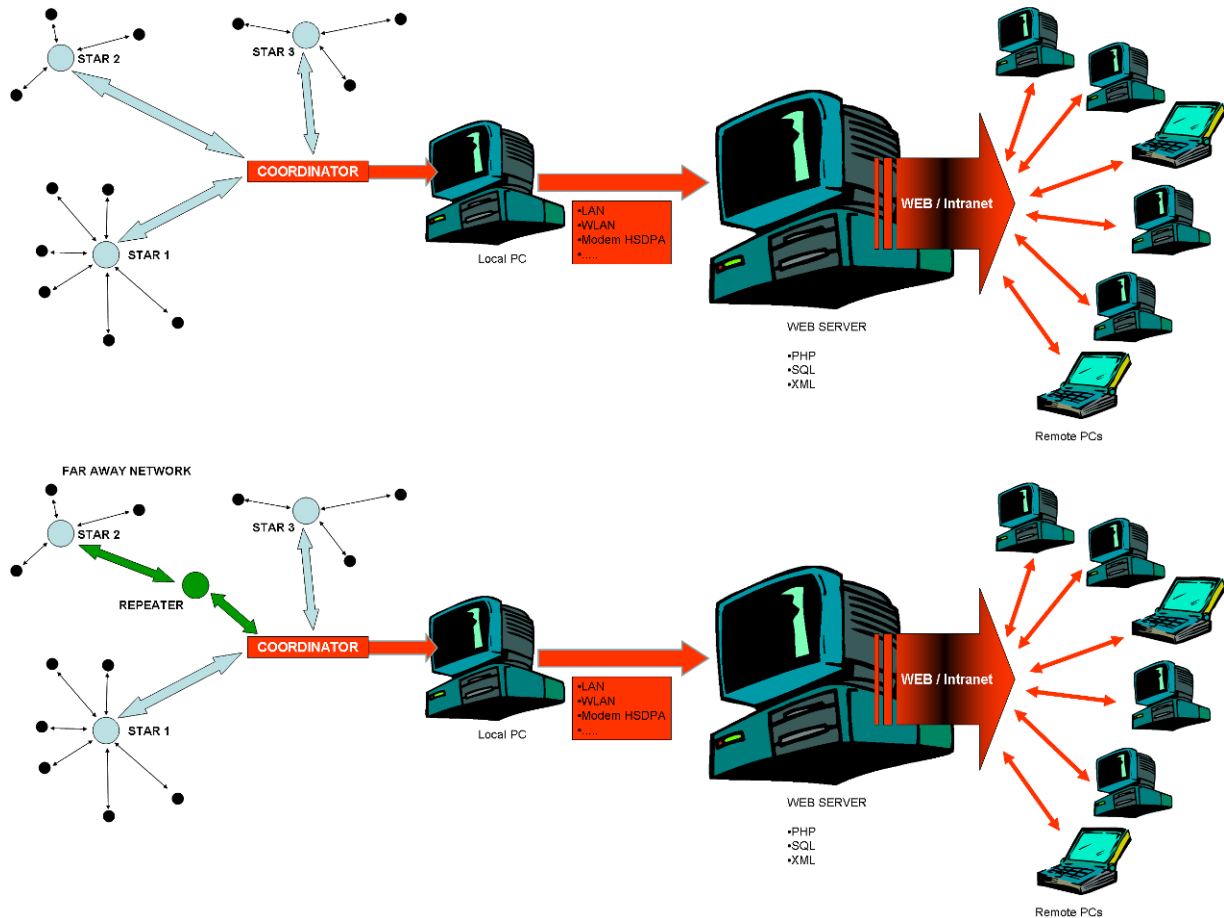 STAR 2
STAR 3
COORDINATOR
WEB / Intranet
•LAN
•WLAN
•Modem HSDPA
•.....
STAR 1
Local PC
WEB SERVER
•PHP
•SQL
•XML
Remote PCs
FAR AWAY NETWORK
STAR 2
STAR 3
REPEATER
COORDINATOR
WEB / Intranet
•LAN
•WLAN
•Modem HSDPA
•.....
STAR 1
Local PC
WEB SERVER
•PHP
•SQL
•XML
Remote PCs